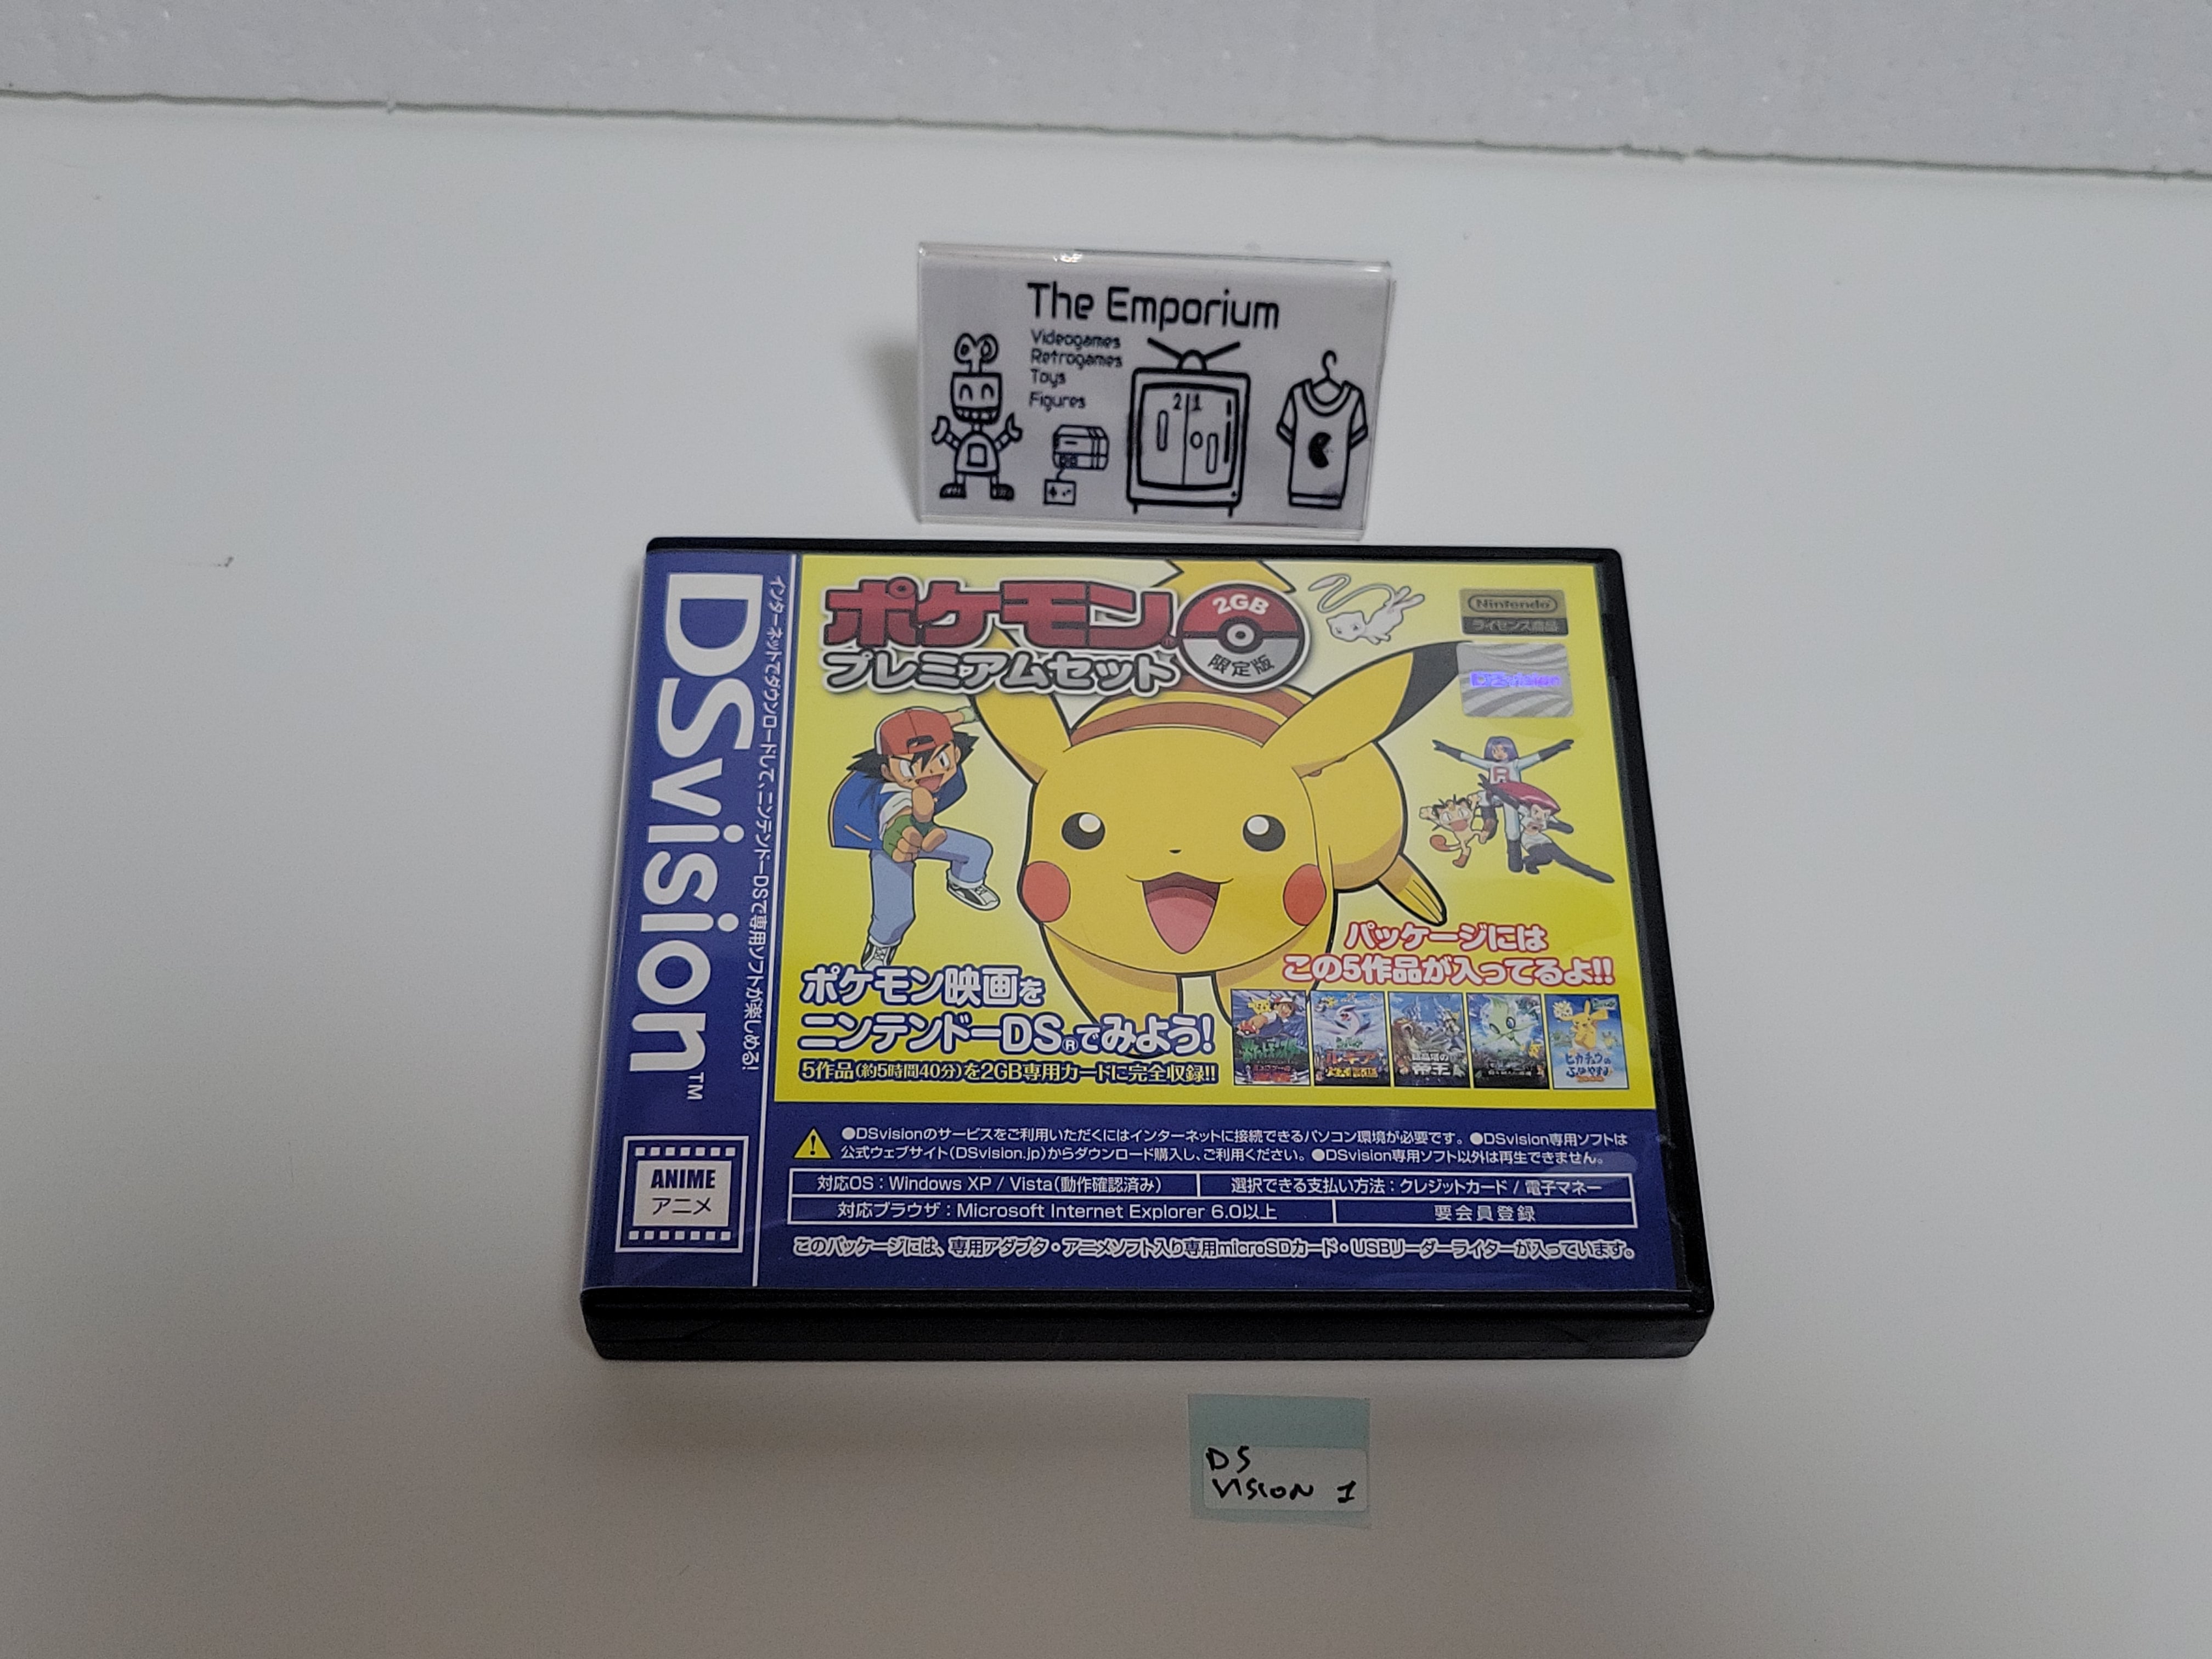 The Emporium
Videogames
Retrogames
Toys
Figures
2 1
DSvision™
インターネットでダウンロードして、ニンテンドーDSで専用ソフトが楽しめる!
ポケモン®
プレミアムセット
2GB
限定版
Nintendo
ライセンス商品
DSvision
R
パッケージには
この5作品が入ってるよ!!
ポケモン映画を
ニンテンドーDS®でみよう!
5作品(約5時間40分)を2GB専用カードに完全収録!!
帝王
ピカチュウの
ANIME
アニメ
●DSvisionのサービスをご利用いただくにはインターネットに接続できるパソコン環境が必要です。●DSvision専用ソフトは
公式ウェブサイト(DSvision.jp)からダウンロード購入し、ご利用ください。●DSvision専用ソフト以外は再生できません。
対応OS:Windows XP / Vista(動作確認済み)
選択できる支払い方法:クレジットカード / 電子マネー
対応ブラウザ:Microsoft Internet Explorer 6.0以上
要会員登録
このパッケージには、専用アダプタ・アニメソフト入り専用microSDカード・USBリーダーライターが入っています。
DS
VISION 1